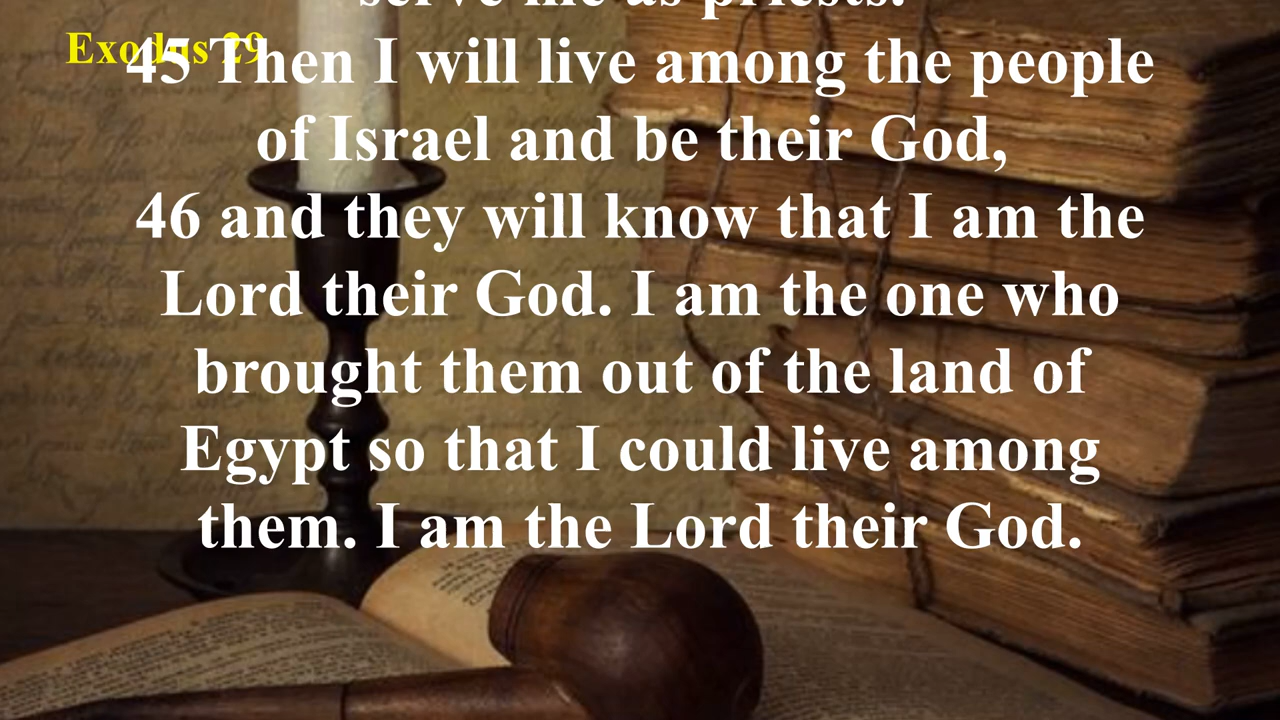 serve me as priests.
Exodus 29
45 Then I will live among the people
of Israel and be their God,
46 and they will know that I am the
Lord their God. I am the one who
brought them out of the land of
Egypt so that I could live among
them. I am the Lord their God.